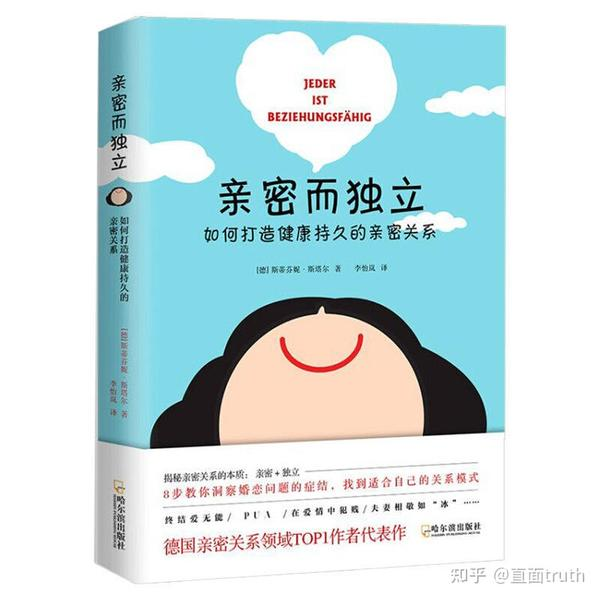 JEDER
IST
BEZIEHUNGSFÄHIG
亲密而独立
如何打造健康持久的亲密关系
[德] 斯蒂芬妮·斯塔尔 著 李怡岚 译
揭秘亲密关系的本质：亲密+独立
8步教你洞察婚恋问题的症结，找到适合自己的关系模式
终结爱无能/ PUA /在爱情中犯贱/夫妻相敬如“冰”……
德国亲密关系领域TOP1作者代表作
哈尔滨出版社
亲密而独立
如何打造健康持久的
亲密关系
[德] 斯蒂芬妮·斯塔尔 著
李怡岚 译
哈尔滨出版社
知乎 @直面truth